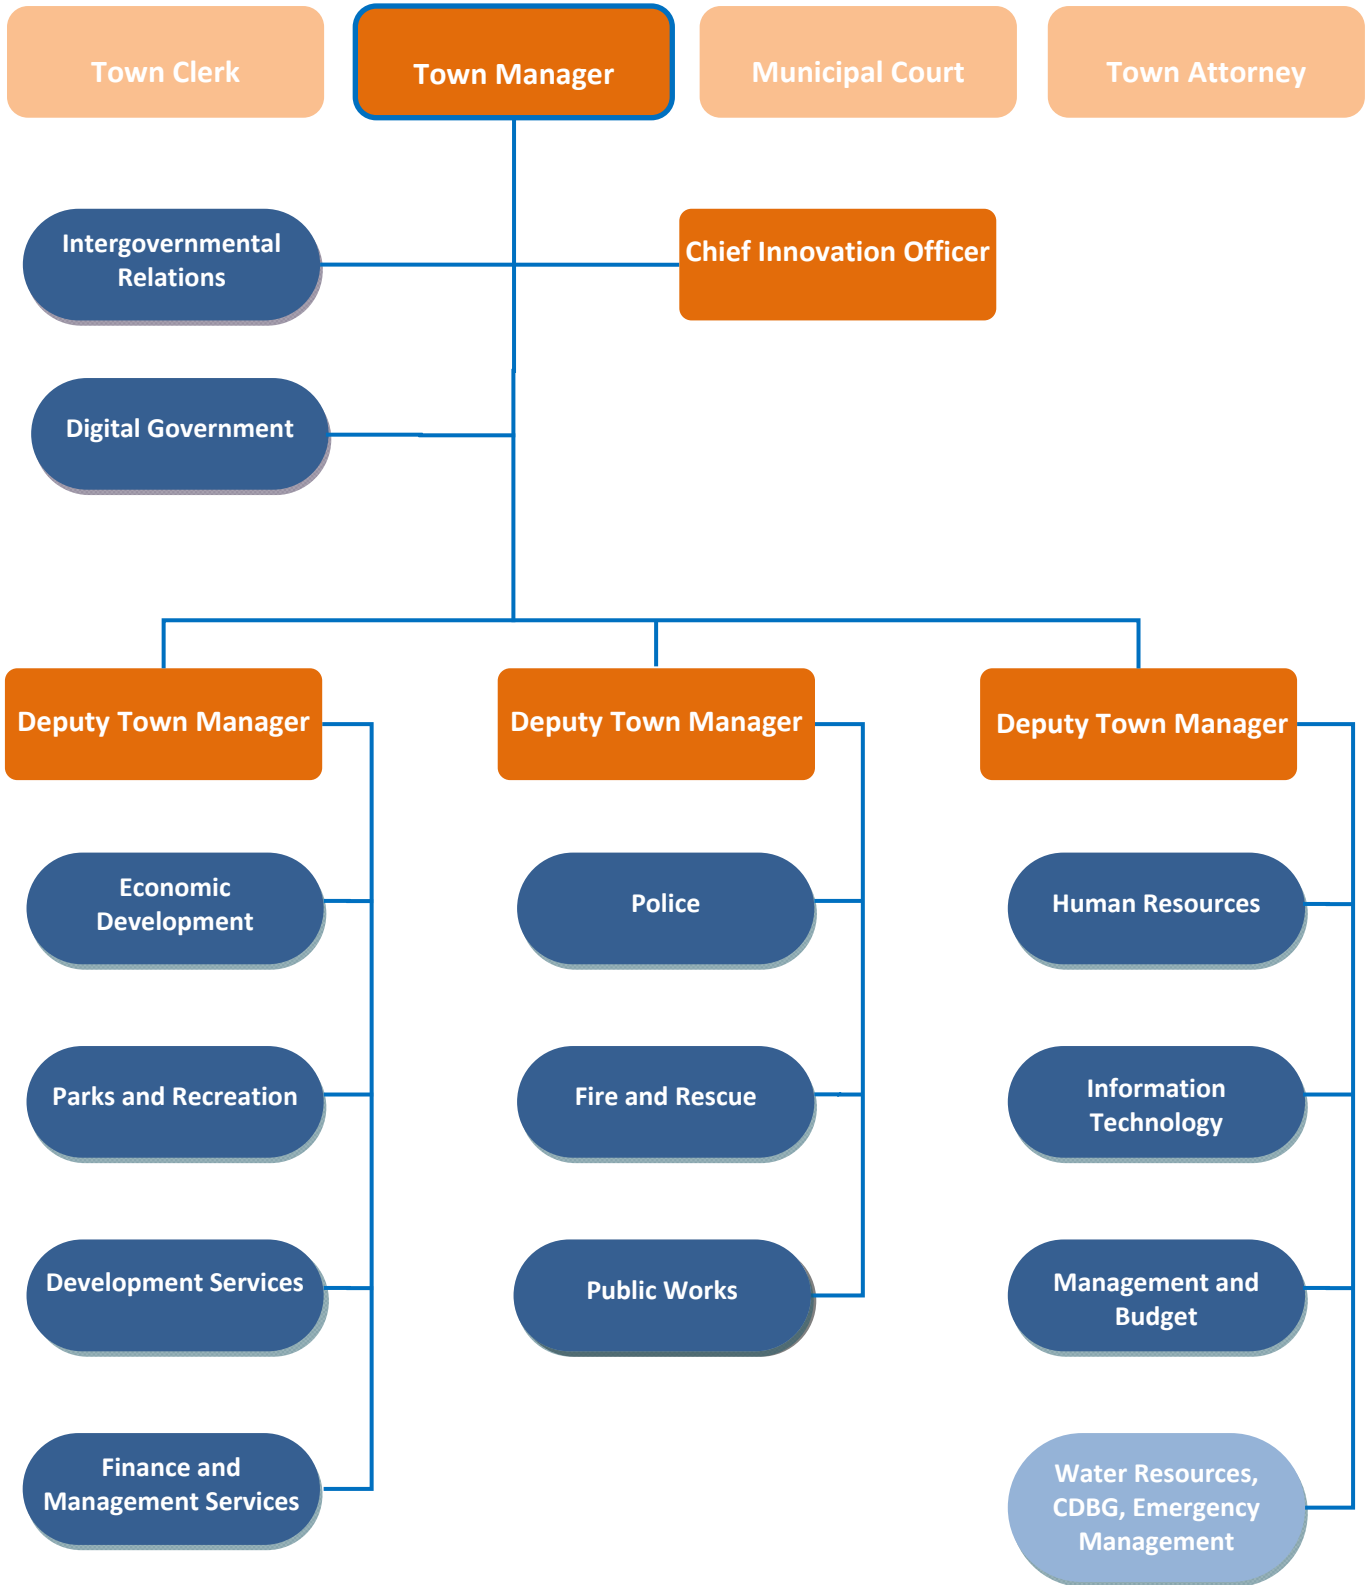 Town Clerk
Town Manager
Municipal Court
Town Attorney
Intergovernmental
Relations
Chief Innovation Officer
Digital Government
Deputy Town Manager
Deputy Town Manager
Deputy Town Manager
Economic
Development
Police
Human Resources
Parks and Recreation
Fire and Rescue
Information
Technology
Development Services
Public Works
Management and
Budget
Finance and
Management Services
Water Resources,
CDBG, Emergency
Management